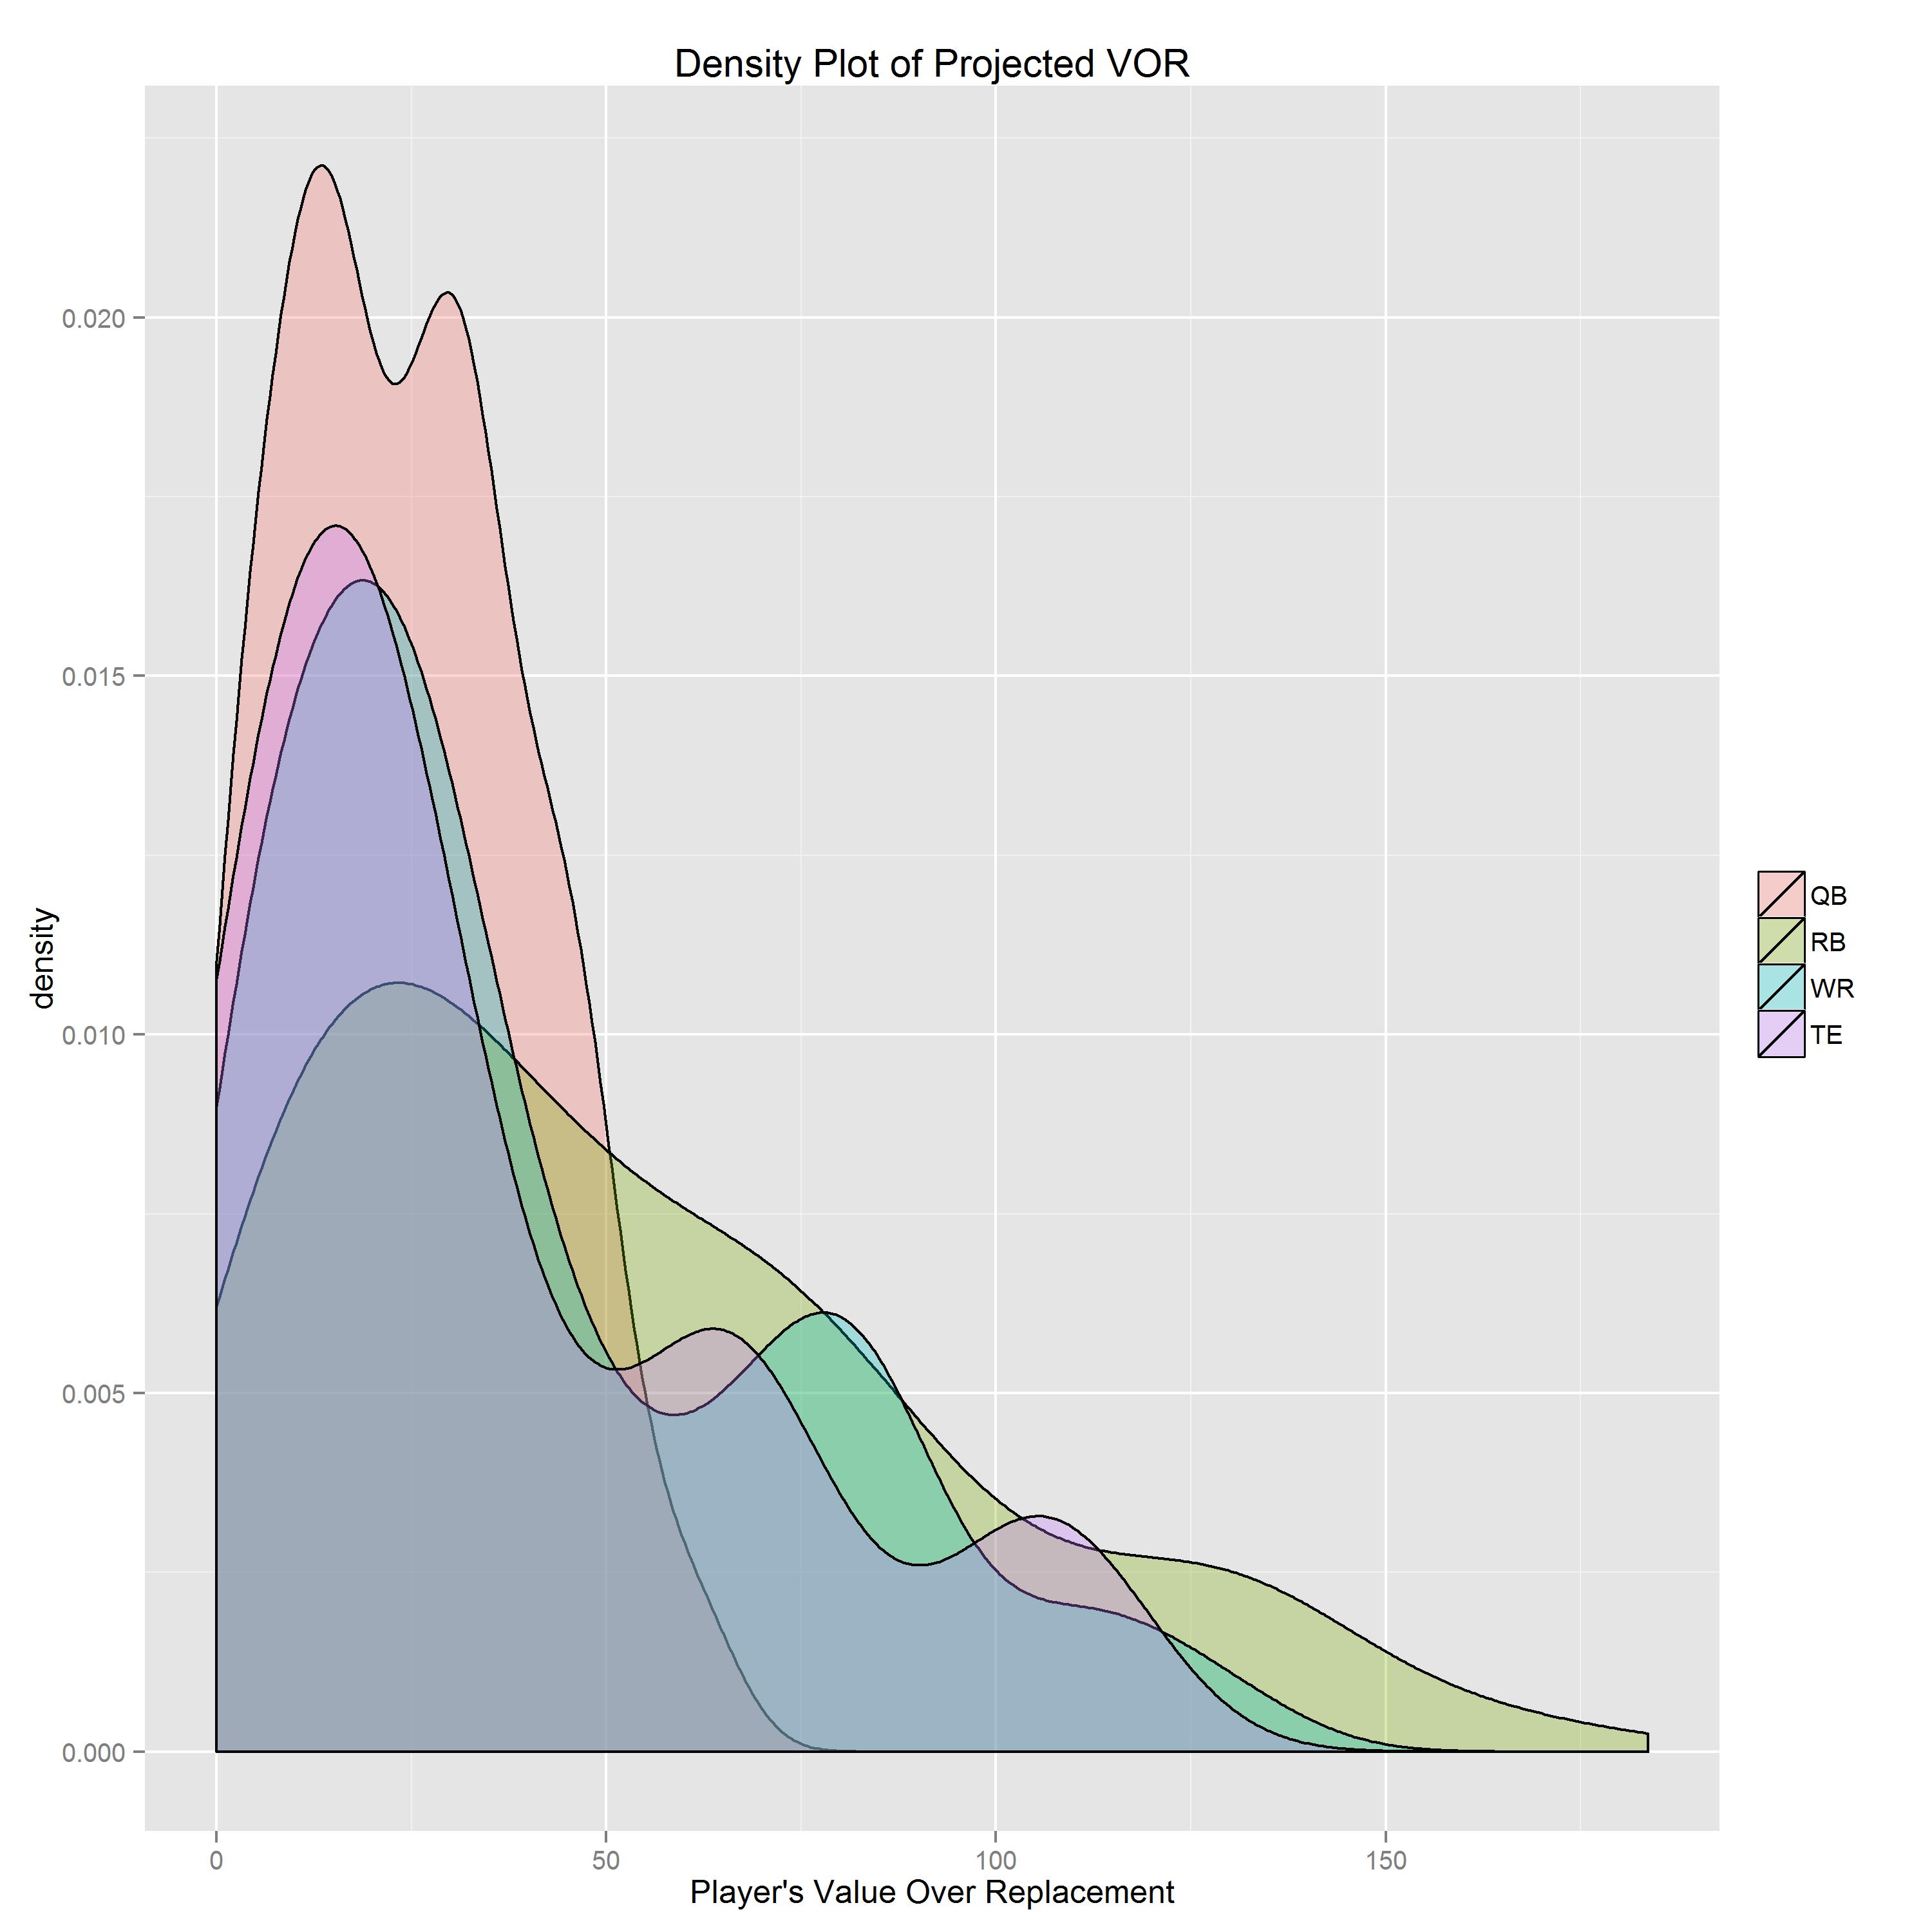 Density Plot of Projected VOR
density
0.020
0.015
0.010
0.005
0.000
0
50
100
150
Player's Value Over Replacement
QB
RB
WR
TE